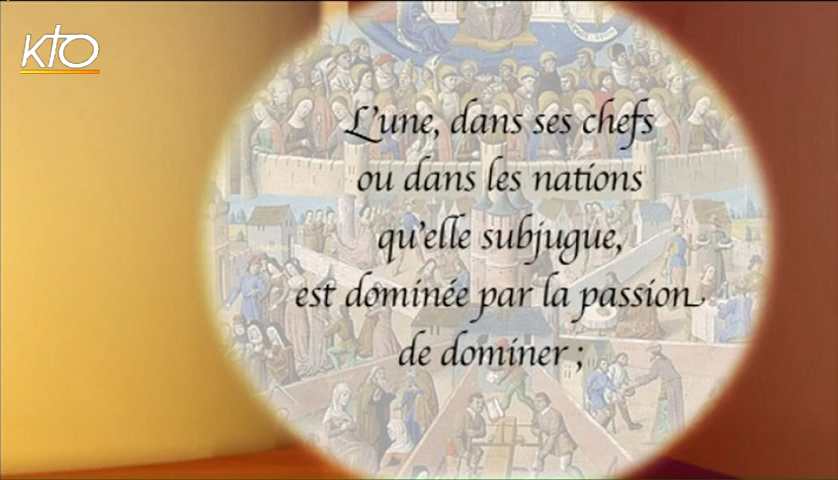 KTO
L'une, dans ses chefs
ou dans les nations
qu'elle subjugue,
est dominée par la passion
de dominer ;